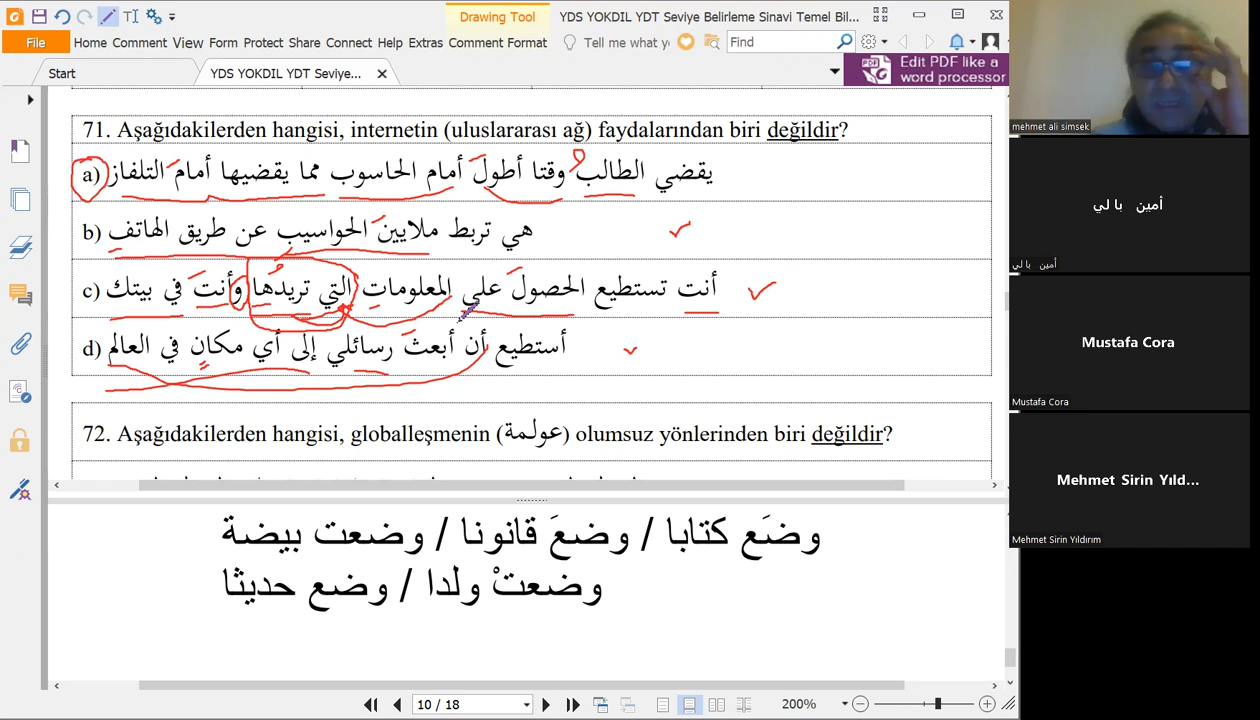 YDS YOKDIL YDT Seviye Belirleme Sinavi Temel Bil...
Drawing Tool
File Home Comment View Form Protect Share Connect Help Extras Comment Format
Tell me
Find
Start
YDS YOKDIL YDT Seviye...
Edit PDF like a
word processor
71. Aşağıdakilerden hangisi, internetin (uluslararası ağ) faydalarından biri değildir?
a) يقضي الطالب وقتا أطول أمام الحاسوب مما يقضيها أمام التلفاز
b) هي تربط ملايين الحواسيب عن طريق الهاتف
c) أنت تستطيع الحصول على المعلومات التي تريدها وأنت في بيتك
d) أستطيع أن أبعث رسائلي إلى أي مكان في العالم
72. Aşağıdakilerden hangisi, globalleşmenin (عولمة) olumsuz yönlerinden biri değildir?
وضَع كتابا / وضعَ قانونا / وضعت بيضة
وضعتْ ولدا / وضع حديثا
10 / 18
200%
mehmet ali simsek
أمين با لي
أمين با لي
Mustafa Cora
Mustafa Cora
Mehmet Sirin Yıld...
Mehmet Sirin Yıldırım